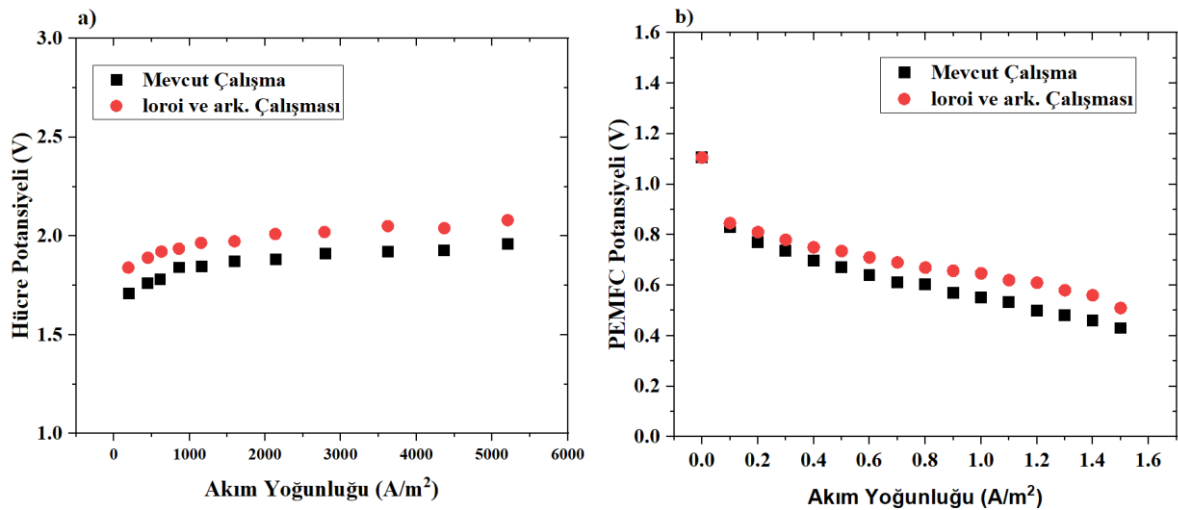 a)
Hücre Potansiyeli (V)
3.0
2.5
2.0
1.5
1.0
Mevcut Çalışma
loroi ve ark. Çalışması
0 1000 2000 3000 4000 5000 6000
Akım Yoğunluğu (A/m²)
b)
PEMFC Potansiyeli (V)
1.6
1.4
1.2
1.0
0.8
0.6
0.4
0.2
0.0
Mevcut Çalışma
loroi ve ark. Çalışması
0.0 0.2 0.4 0.6 0.8 1.0 1.2 1.4 1.6
Akım Yoğunluğu (A/m²)